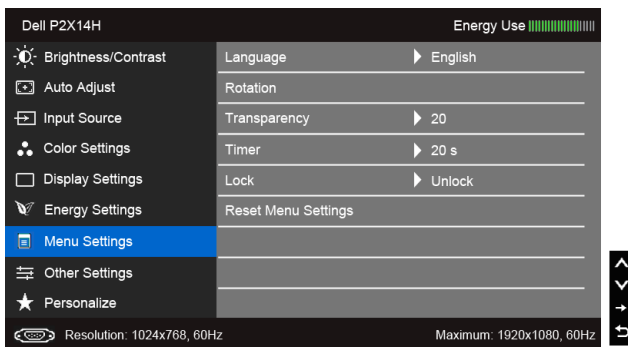 Dell P2X14H Energy Use
Brightness/Contrast Language English
Auto Adjust Rotation
Input Source Transparency 20
Color Settings Timer 20 s
Display Settings Lock Unlock
Energy Settings Reset Menu Settings
Menu Settings
Other Settings
Personalize
Resolution: 1024x768, 60Hz Maximum: 1920x1080, 60Hz